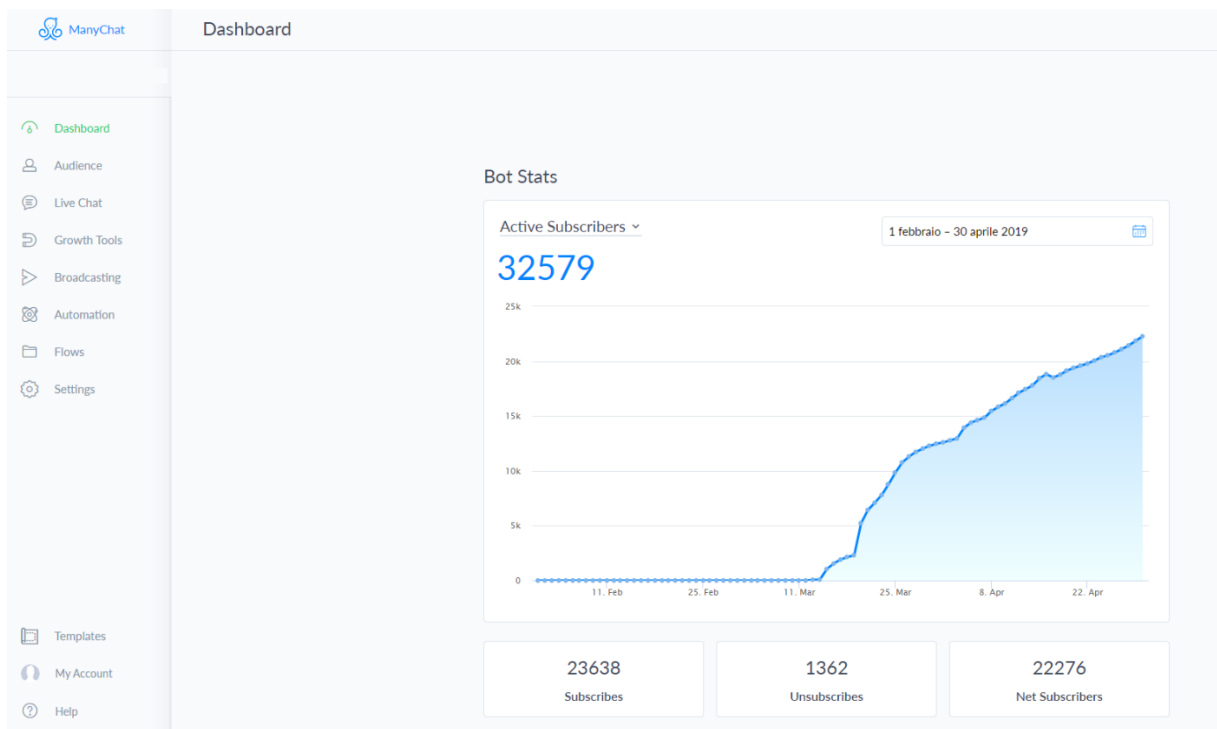 ManyChat
Dashboard
Dashboard
Audience
Live Chat
Growth Tools
Broadcasting
Automation
Flows
Settings
Templates
My Account
Help
Bot Stats
Active Subscribers
1 febbraio – 30 aprile 2019
32579
25k
20k
15k
10k
5k
0
11. Feb 25. Feb 11. Mar 25. Mar 8. Apr 22. Apr
23638 1362 22276
Subscribes Unsubscribes Net Subscribers